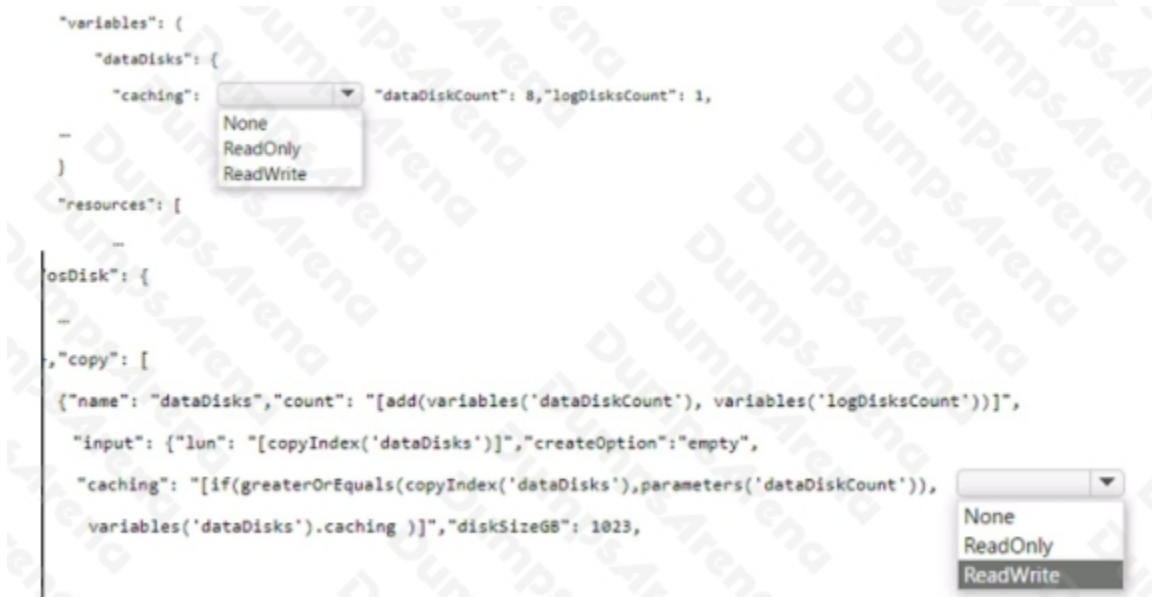 "variables": (
"dataDisks": {
"caching": "dataDiskCount": 8,"logDisksCount": 1,
None
ReadOnly
ReadWrite
…
}
"resources": [
…
'osDisk": {
…
,"copy": [
{"name": "dataDisks","count": "[add(variables('dataDiskCount'), variables('logDisksCount'))]",
"input": {"lun": "[copyIndex('dataDisks')]","createOption":"empty",
"caching": "[if(greaterOrEquals(copyIndex('dataDisks'),parameters('dataDiskCount')),
None
ReadOnly
ReadWrite
variables('dataDisks').caching )]","diskSizeGB": 1023,
DumpsArena